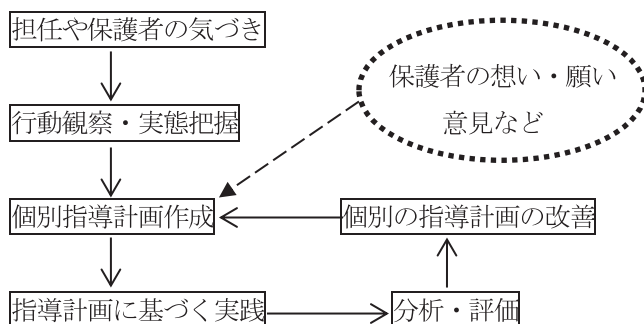 担任や保護者の気づき
保護者の想い・願い
意見など
行動観察・実態把握
個別指導計画作成
個別の指導計画の改善
指導計画に基づく実践
分析・評価